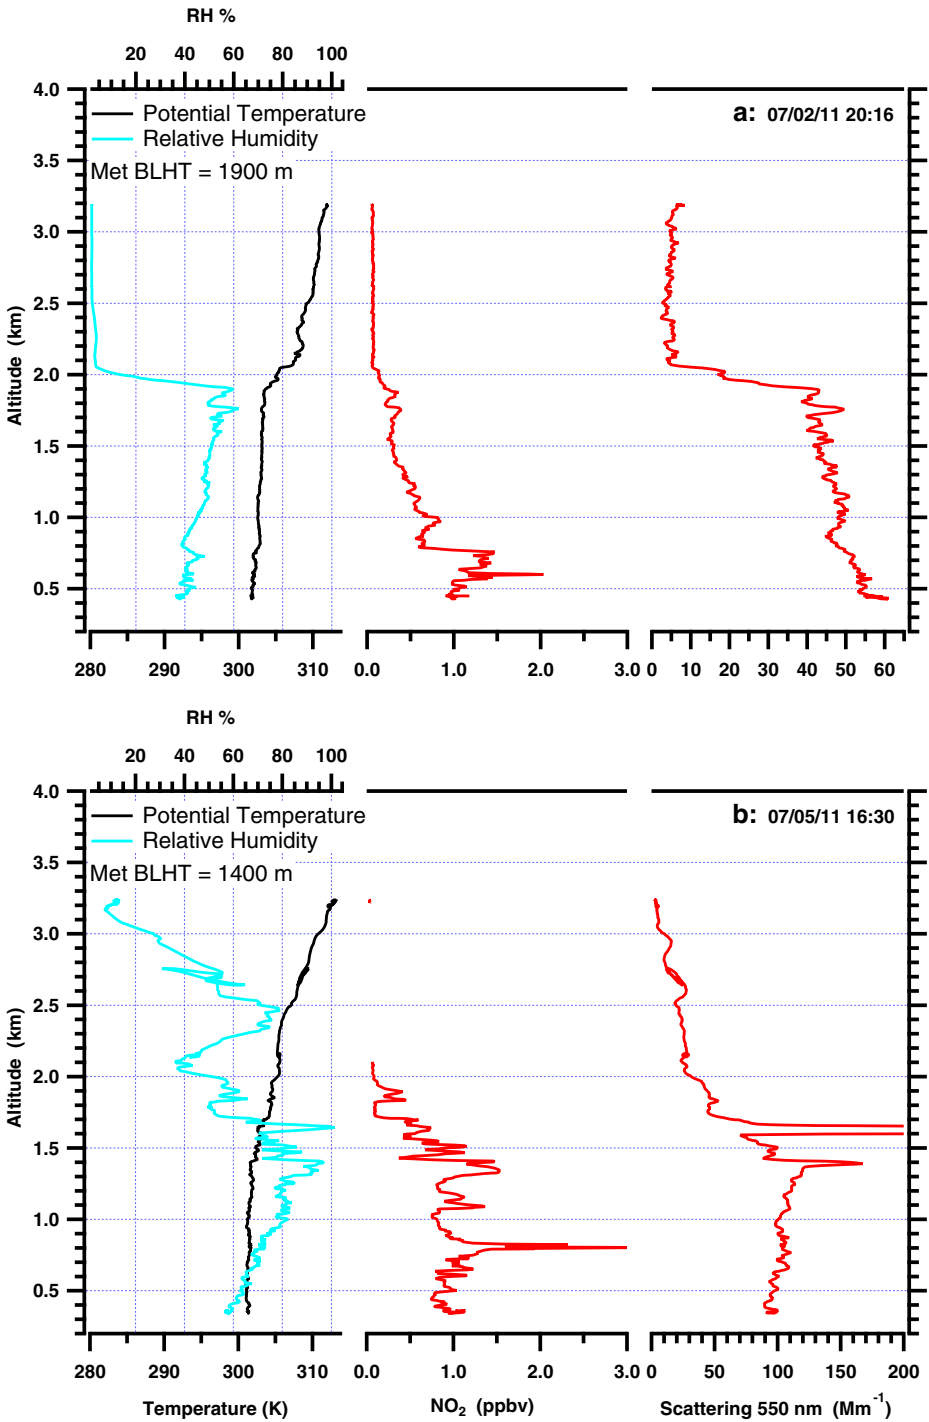 RH %
20 40 60 80 100
4.0
Potential Temperature
Relative Humidity
a: 07/02/11 20:16
3.5
Met BLHT = 1900 m
3.0
2.5
Altitude (km)
2.0
1.5
1.0
0.5
280 290 300 310 0.0 1.0 2.0 3.0 0 10 20 30 40 50 60
RH %
20 40 60 80 100
4.0
Potential Temperature
Relative Humidity
b: 07/05/11 16:30
3.5
Met BLHT = 1400 m
3.0
2.5
Altitude (km)
2.0
1.5
1.0
0.5
280 290 300 310 0.0 1.0 2.0 3.0 0 50 100 150 200
Temperature (K) NO₂ (ppbv) Scattering 550 nm (Mm⁻¹)